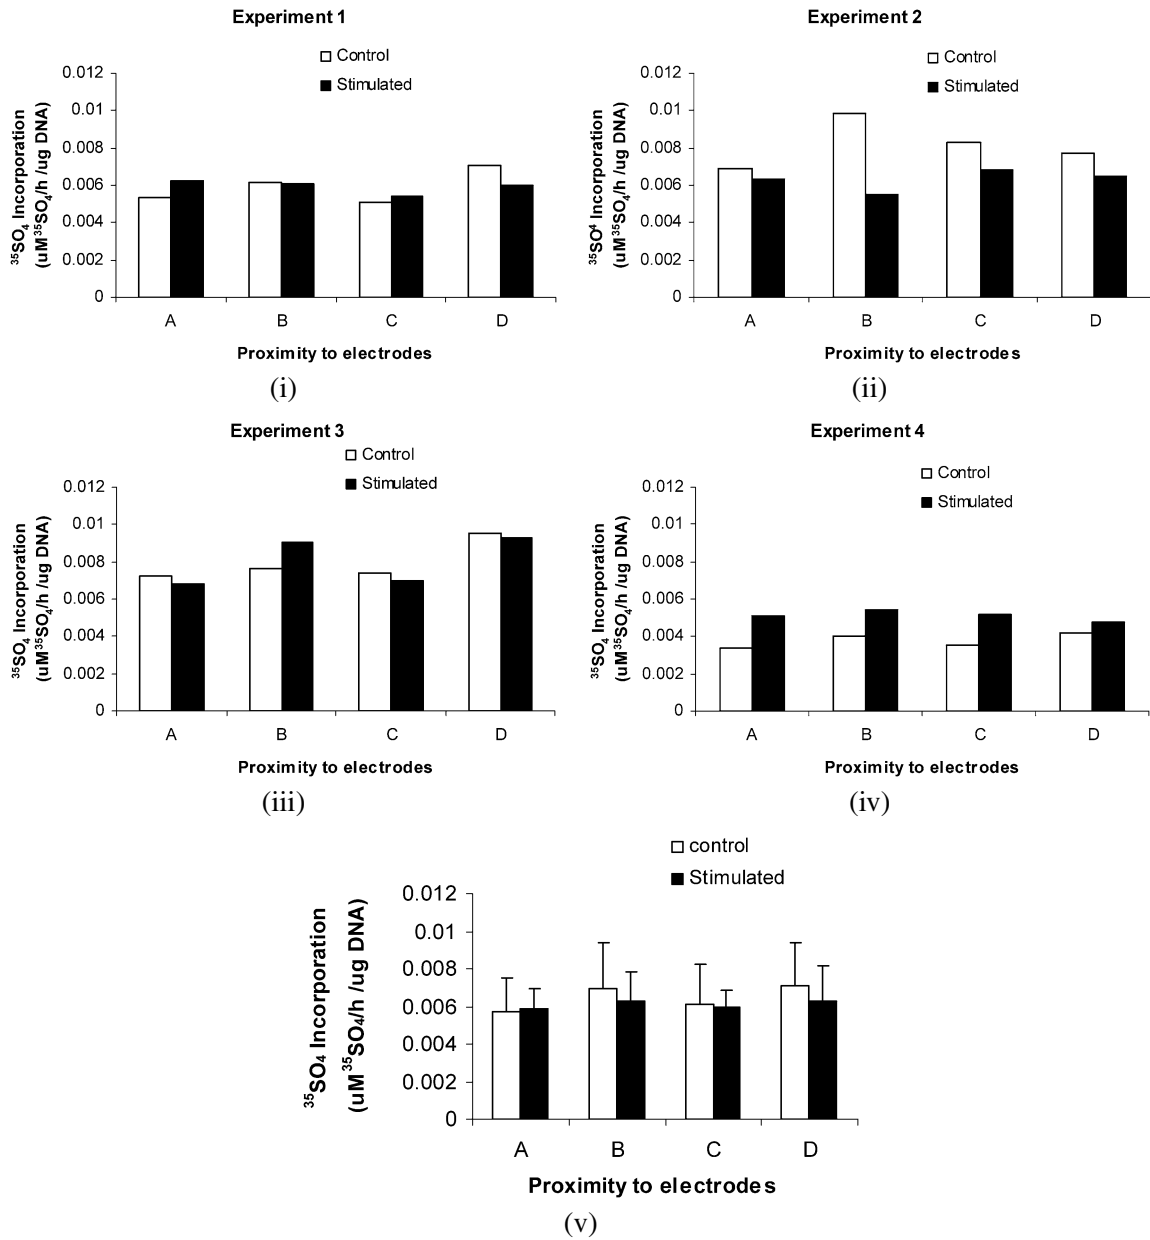 Experiment 1
Control
Stimulated
³⁵SO₄ Incorporation
(uM³⁵SO₄/h /ug DNA)
0.012
0.01
0.008
0.006
0.004
0.002
0
A B C D
Proximity to electrodes
(i)
Experiment 2
Control
Stimulated
³⁵SO⁴ Incorporation
(uM³⁵SO₄/h /ug DNA)
0.012
0.01
0.008
0.006
0.004
0.002
0
A B C D
Proximity to electrodes
(ii)
Experiment 3
Control
Stimulated
³⁵SO₄ Incorporation
(uM³⁵SO₄/h /ug DNA)
0.012
0.01
0.008
0.006
0.004
0.002
0
A B C D
Proximity to electrodes
(iii)
Experiment 4
Control
Stimulated
³⁵SO₄ Incorporation
(uM³⁵SO₄/h /ug DNA)
0.012
0.01
0.008
0.006
0.004
0.002
0
A B C D
Proximity to electrodes
(iv)
control
Stimulated
³⁵SO₄ Incorporation
(uM³⁵SO₄/h /ug DNA)
0.012
0.01
0.008
0.006
0.004
0.002
0
A B C D
Proximity to electrodes
(v)